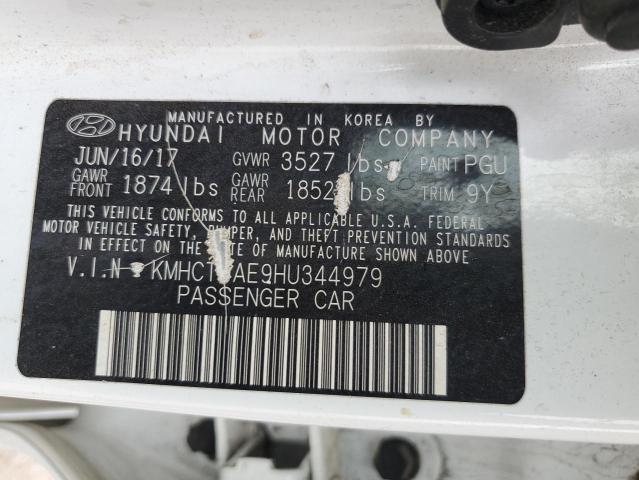 MANUFACTURED IN KOREA BY
HYUNDAI MOTOR COMPANY
JUN/16/17 GVWR 3527 lbs PAINT PGU
GAWR FRONT 1874 lbs GAWR REAR lbs TRIM 9Y
THIS VEHICLE CONFORMS TO ALL APPLICABLE U.S.A. FEDERAL
MOTOR VEHICLE SAFETY, BUMPER, AND THEFT PREVENTION STANDARDS
IN EFFECT ON THE DATE OF MANUFACTURE SHOWN ABOVE.
V.I.N
PASSENGER CAR